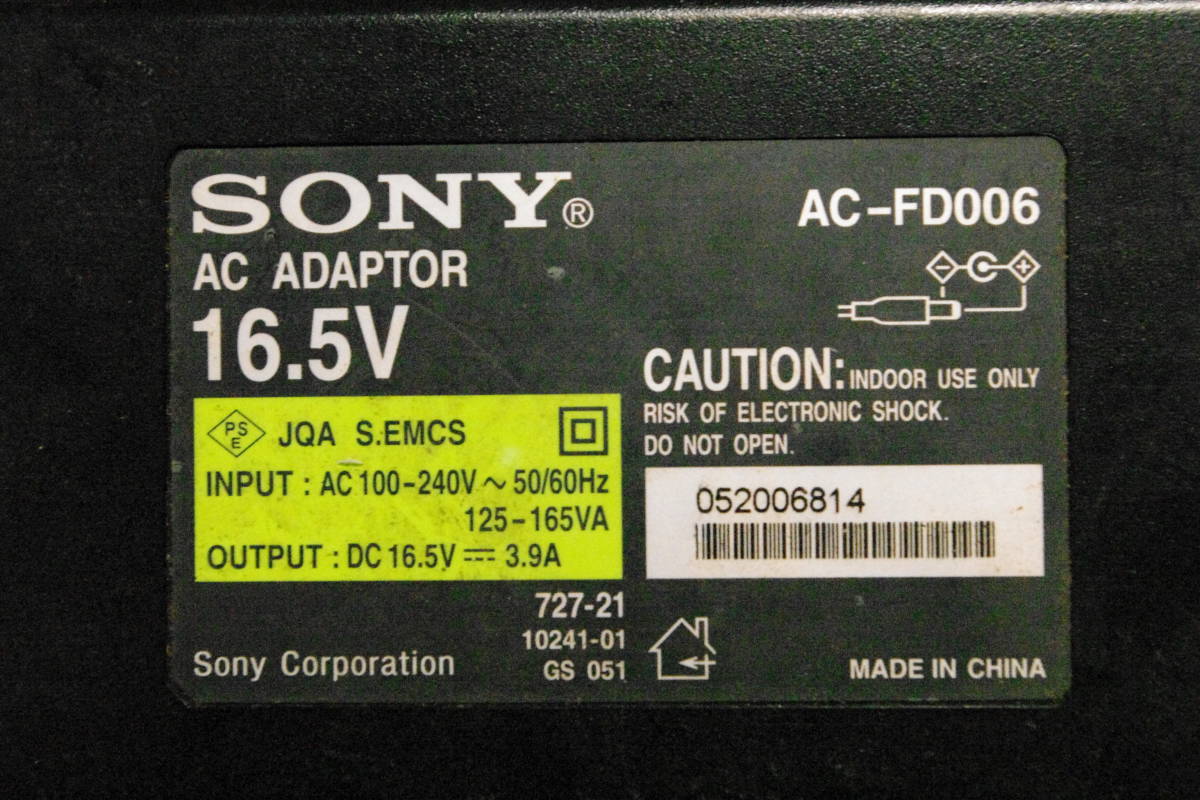 SONY®
AC ADAPTOR
16.5V
AC-FD006
CAUTION: INDOOR USE ONLY
RISK OF ELECTRONIC SHOCK.
DO NOT OPEN.
PS
E
JQA S.EMCS
INPUT : AC 100-240V ~ 50/60Hz
125-165VA
OUTPUT : DC 16.5V ⎓ 3.9A
052006814
727-21
10241-01
GS 051
Sony Corporation
MADE IN CHINA